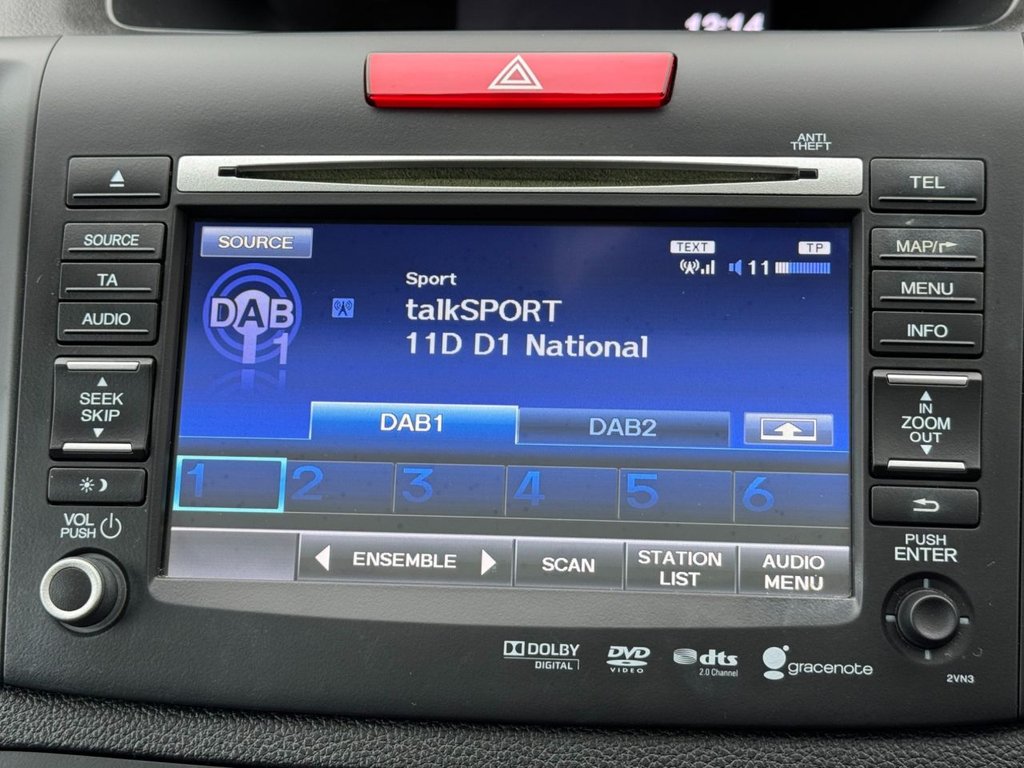 12:14
ANTI
THEFT
TEL
SOURCE
TA
AUDIO
SEEK
SKIP
VOL
PUSH
SOURCE
TEXT
TP
11
DAB
1
Sport
talkSPORT
11D D1 National
DAB1
DAB2
1
2
3
4
5
6
ENSEMBLE
SCAN
STATION
LIST
AUDIO
MENU
MAP/
MENU
INFO
IN
ZOOM
OUT
PUSH
ENTER
DOLBY
DIGITAL
DVD
VIDEO
dts
2.0 Channel
gracenote
2VN3